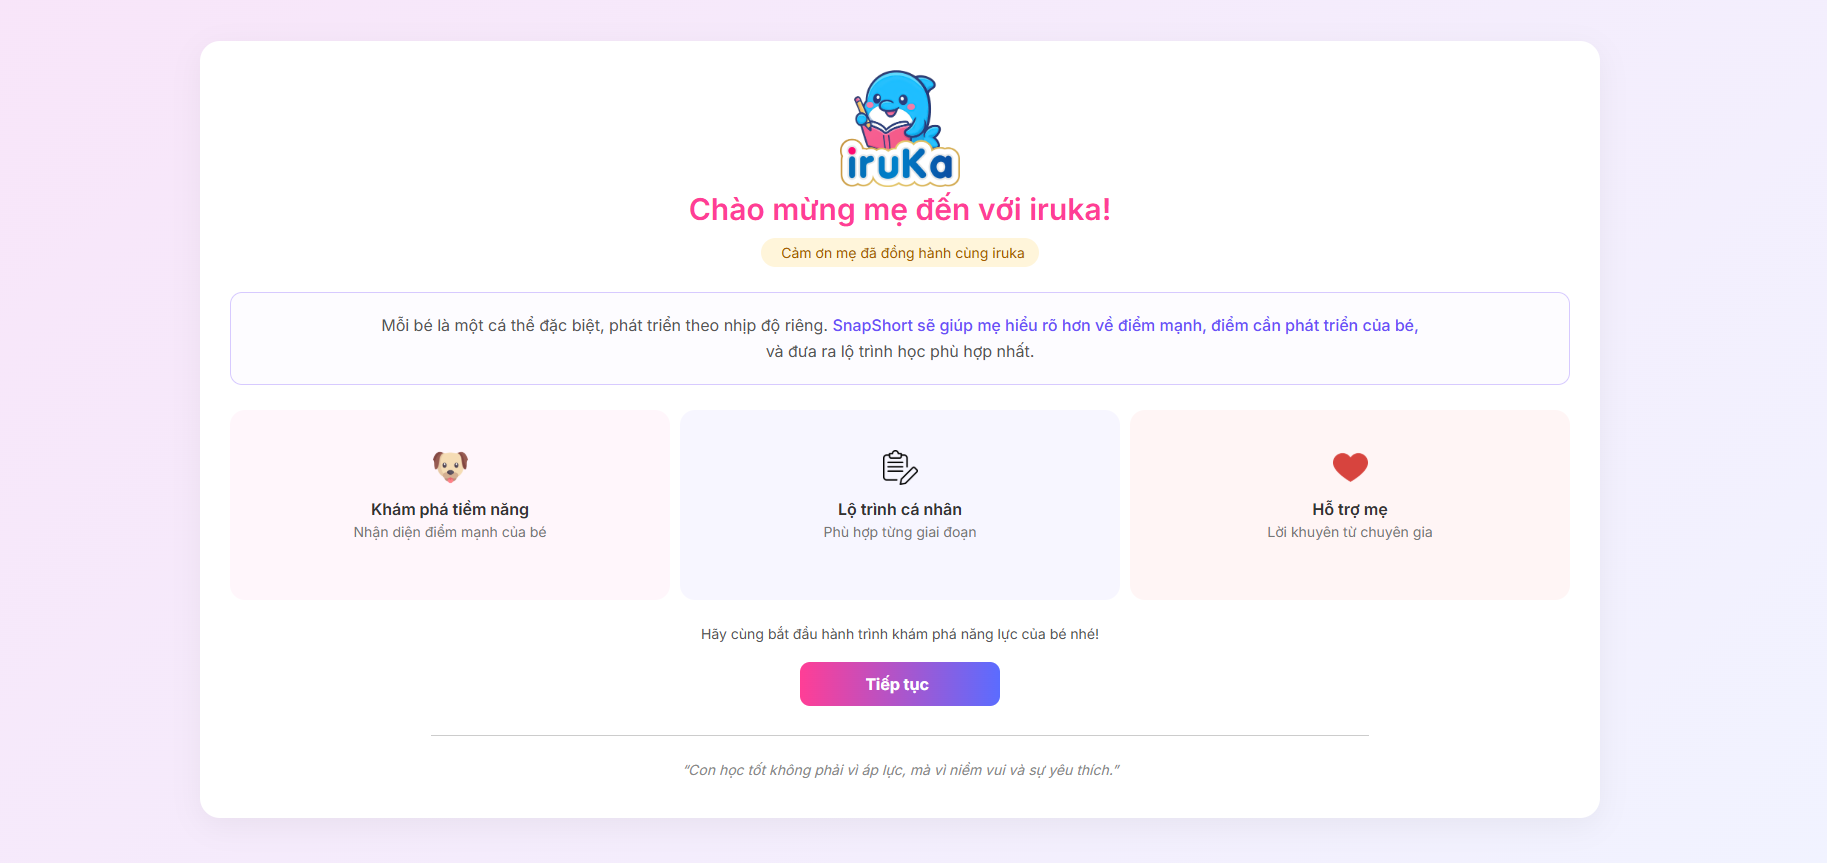 iruKa
Chào mừng mẹ đến với iruka!
Cảm ơn mẹ đã đồng hành cùng iruka
Mỗi bé là một cá thể đặc biệt, phát triển theo nhịp độ riêng. SnapShort sẽ giúp mẹ hiểu rõ hơn về điểm mạnh, điểm cần phát triển của bé,
và đưa ra lộ trình học phù hợp nhất.
Khám phá tiềm năng
Nhận diện điểm mạnh của bé
Lộ trình cá nhân
Phù hợp từng giai đoạn
Hỗ trợ mẹ
Lời khuyên từ chuyên gia
Hãy cùng bắt đầu hành trình khám phá năng lực của bé nhé!
Tiếp tục
“Con học tốt không phải vì áp lực, mà vì niềm vui và sự yêu thích.”